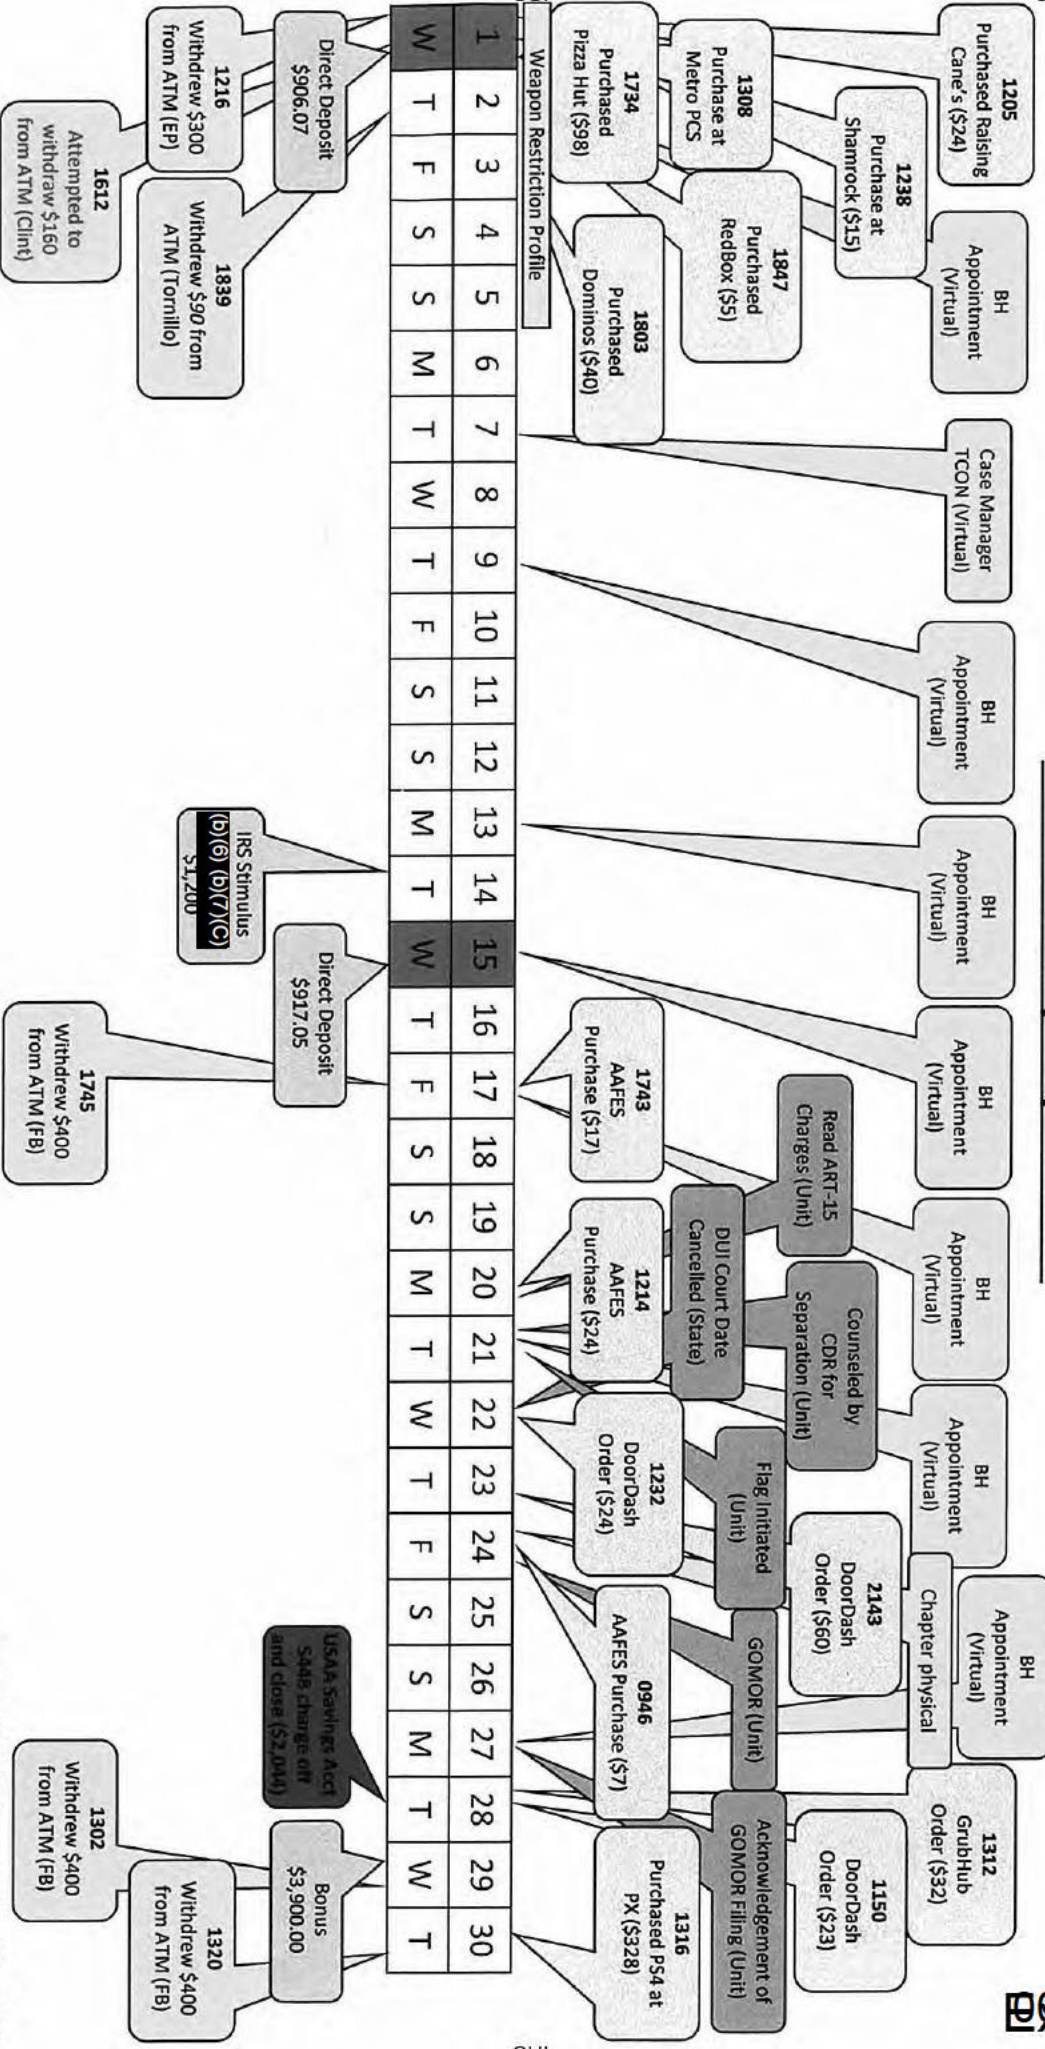 1205
Purchased Raising
Cane's ($24)
1238
Purchase at
Shamrock ($15)
BH
Appointment
(Virtual)
1308
Purchase at
Metro PCS
1847
Purchased
RedBox ($5)
1734
Purchased
Pizza Hut ($98)
1803
Purchased
Dominos ($40)
Weapon Restriction Profile
Case Manager
TCON (Virtual)
BH
Appointment
(Virtual)
BH
Appointment
(Virtual)
BH
Appointment
(Virtual)
BH
Appointment
(Virtual)
BH
Appointment
(Virtual)
BH
Appointment
(Virtual)
Chapter physical
Read ART-15
Charges (Unit)
Counseled by
CDR for
Separation (Unit)
2143
DoorDash
Order ($60)
1312
GrubHub
Order ($32)
1150
DoorDash
Order ($23)
DUI Court Date
Cancelled (State)
Flag Initiated
(Unit)
GOMOR (Unit)
Acknowledgement of
GOMOR Filing (Unit)
1743
AAFES
Purchase ($17)
1214
AAFES
Purchase ($24)
1232
DoorDash
Order ($24)
0946
AAFES Purchase ($7)
1316
Purchased PS4 at
PX ($328)
1 2 3 4 5 6 7 8 9 10 11 12 13 14 15 16 17 18 19 20 21 22 23 24 25 26 27 28 29 30
W T F S S M T W T F S S M T W T F S S M T W T F S S M T W T
Direct Deposit
$906.07
1216
Withdrew $300
from ATM (EP)
1839
Withdrew $90 from
ATM (Tornillo)
1612
Attempted to
withdraw $160
from ATM (Clint)
IRS Stimulus
(b)(6) (b)(7)(C)
$1,200
Direct Deposit
$917.05
1745
Withdrew $400
from ATM (FB)
USAA Savings Acct
$448 charge off
and close ($2,044)
Bonus
$3,900.00
1302
Withdrew $400
from ATM (FB)
1320
Withdrew $400
from ATM (FB)